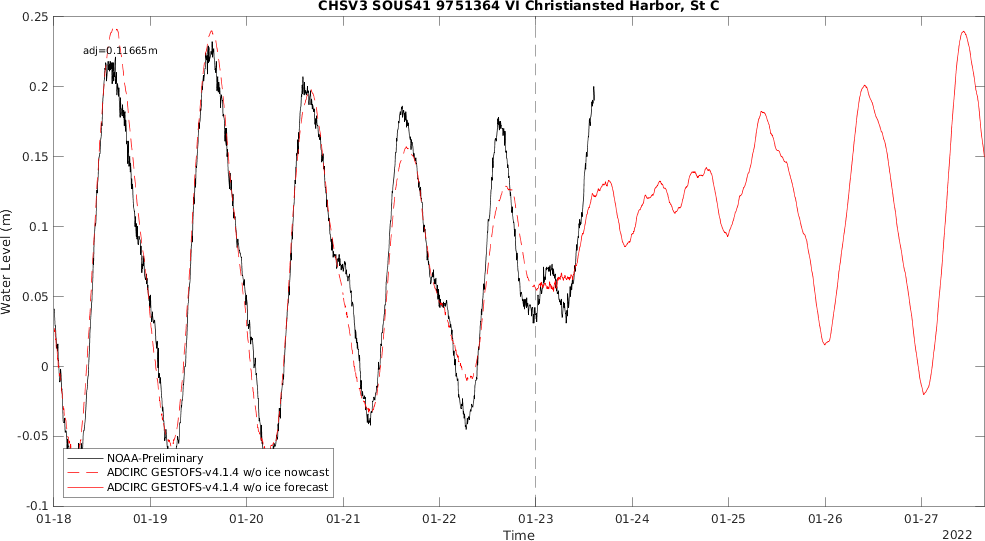 CHSV3 SOUS41 9751364 VI Christiansted Harbor, St C
0.25
adj=0.11665m
0.2
0.15
0.1
0.05
0
-0.05
-0.1
Water Level (m)
NOAA-Preliminary
ADCIRC GESTOFS-v4.1.4 w/o ice nowcast
ADCIRC GESTOFS-v4.1.4 w/o ice forecast
01-18 01-19 01-20 01-21 01-22 01-23 01-24 01-25 01-26 01-27
Time
2022